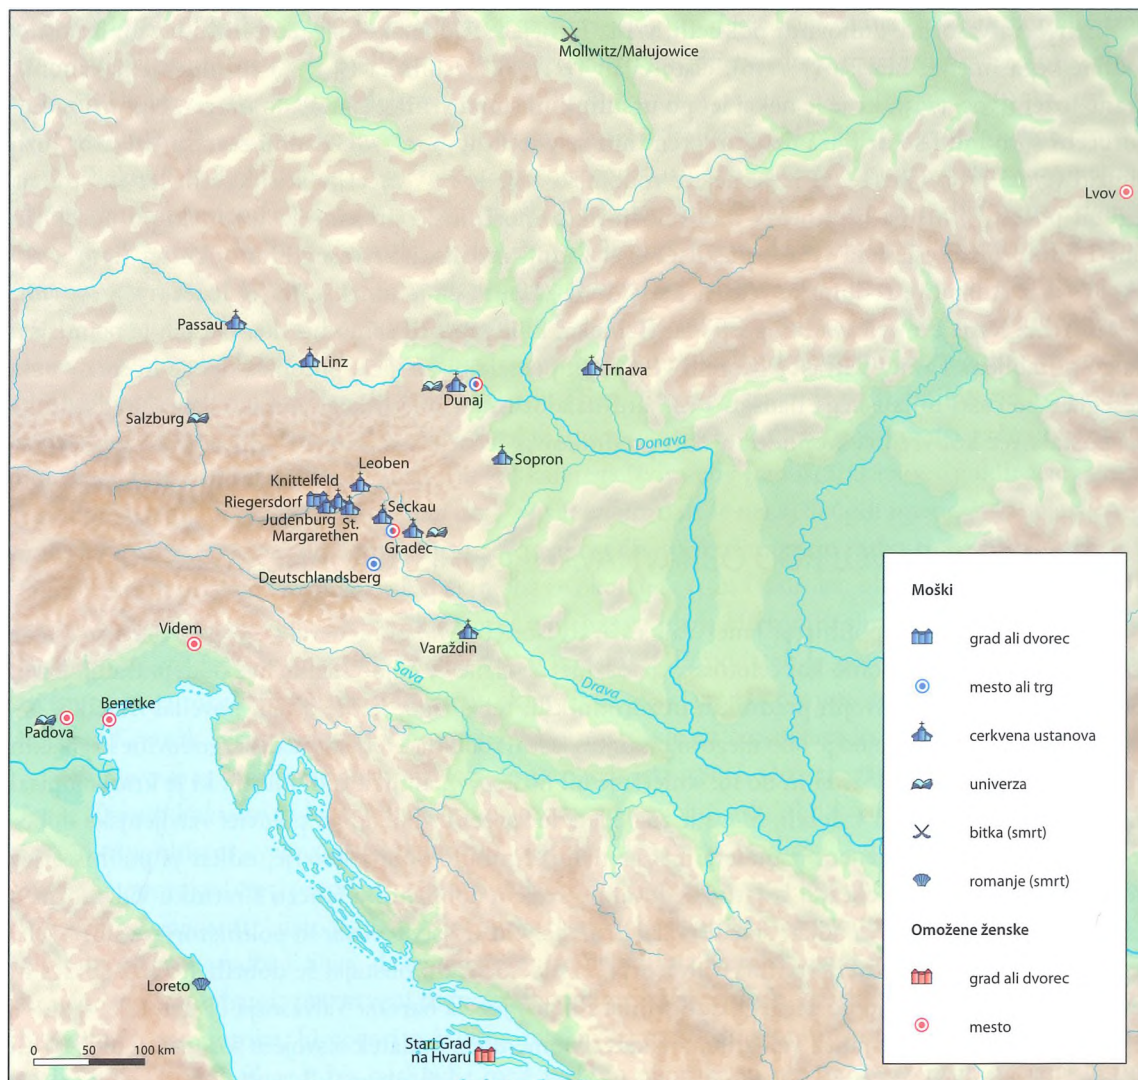 Mollwitz/Małujowice
Lvov
Passau
Linz
Trnava
Dunaj
Salzburg
Donava
Sopron
Leoben
Knittelfeld
Riegersdorf
Seckau
Judenburg
St.
Margarethen
Gradec
Deutschlandsberg
Videm
Varaždin
Sava
Drava
Benetke
Padova
Loreto
Stari Grad
na Hvaru
0 50 100 km
Moški
grad ali dvorec
mesto ali trg
cerkvena ustanova
univerza
bitka (smrt)
romanje (smrt)
Omožene ženske
grad ali dvorec
mesto